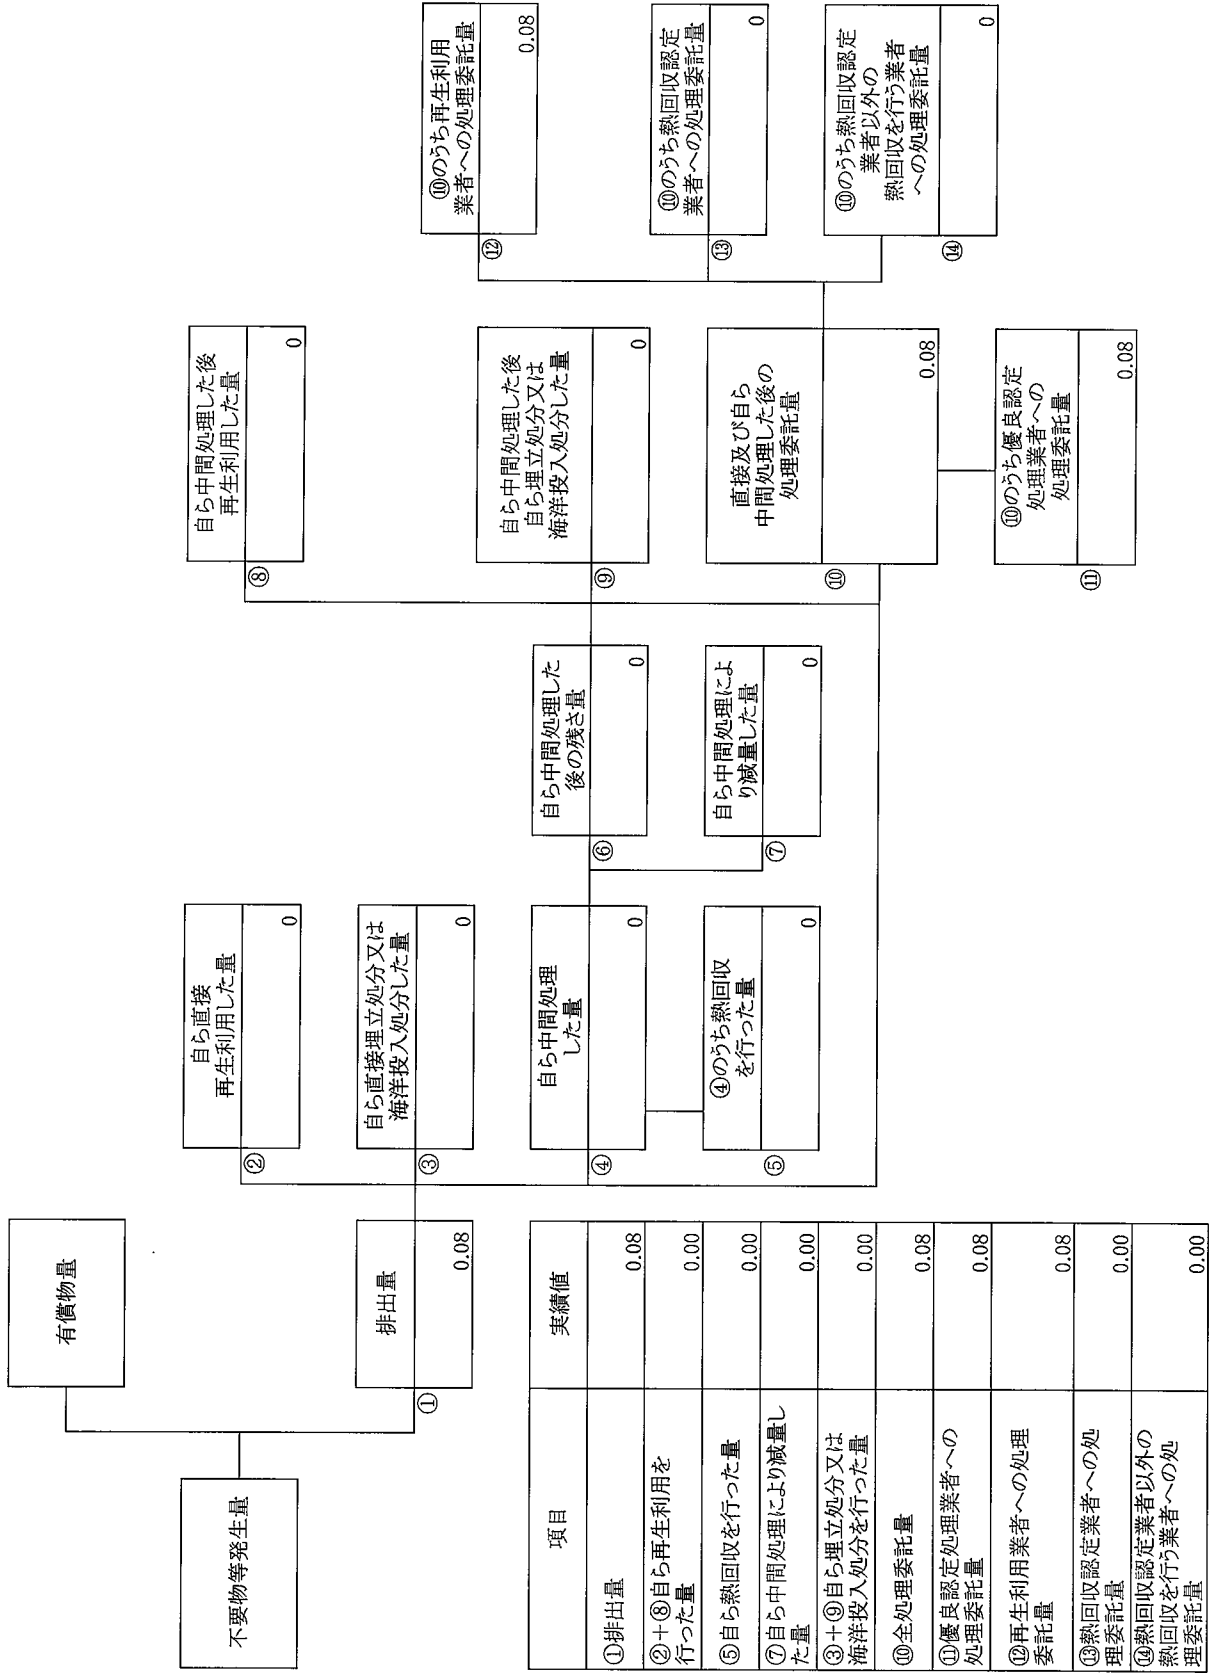 不要物等発生量
有償物量
排出量
①
0.08
自ら直接
再生利用した量
②
0
自ら直接埋立処分又は
海洋投入処分した量
③
0
自ら中間処理
した量
④
0
④のうち熱回収
を行った量
⑤
0
自ら中間処理した
後の残さ量
⑥
0
自ら中間処理によ
り減量した量
⑦
0
自ら中間処理した後
再生利用した量
⑧
0
自ら中間処理した後
自ら埋立処分又は
海洋投入処分した量
⑨
0
直接及び自ら
中間処理した後の
処理委託量
⑩
0.08
⑩のうち優良認定
処理業者への
処理委託量
⑪
0.08
⑩のうち再生利用
業者への処理委託量
⑫
0.08
⑩のうち熱回収認定
業者への処理委託量
⑬
0
⑩のうち熱回収認定
業者以外の
熱回収を行う業者
への処理委託量
⑭
0
項目 実績値
①排出量 0.08
②+⑧自ら再生利用を
行った量 0.00
⑤自ら熱回収を行った量 0.00
⑦自ら中間処理により減量し
た量 0.00
③+⑨自ら埋立処分又は
海洋投入処分を行った量 0.00
⑩全処理委託量 0.08
⑪優良認定処理業者への
処理委託量 0.08
⑫再生利用業者への処理
委託量 0.08
⑬熱回収認定業者への処
理委託量 0.00
⑭熱回収認定業者以外の
熱回収を行う業者への処
理委託量 0.00